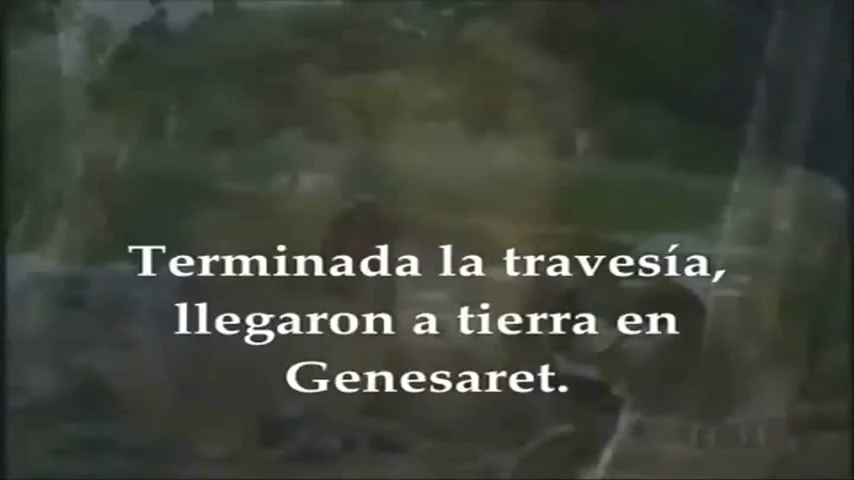 Terminada la travesía,
llegaron a tierra en
Genesaret.